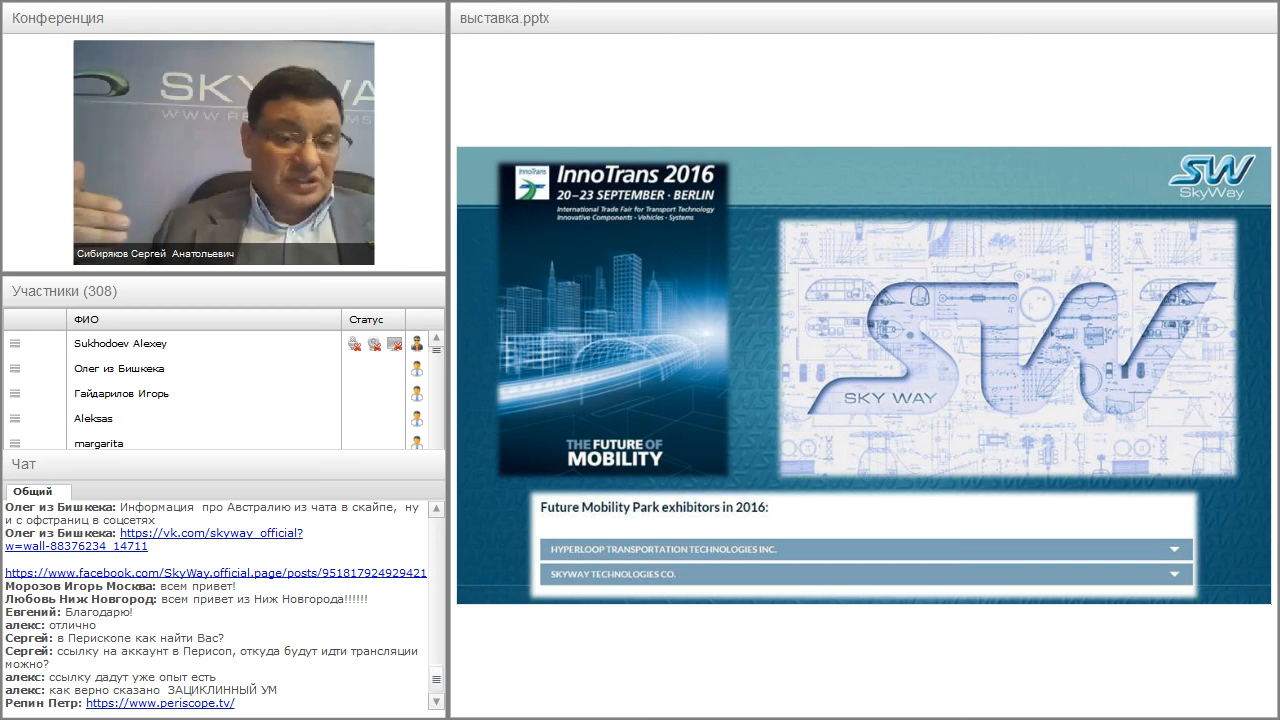 Конференция
SKYWAY
Сибиряков Сергей Анатольевич
Участники (308)
ФИО
Статус
Sukhodoev Alexey
Олег из Бишкека
Гайдарилов Игорь
Aleksas
margarita
Чат
Общий
Олег из Бишкека: Информация про Австралию из чата в скайпе, ну
и с офстраниц в соцсетях
Олег из Бишкека: https://vk.com/skyway_official?
w=wall-88376234_14711
https://www.facebook.com/SkyWay.official.page/posts/951817924929421
Морозов Игорь Москва: всем привет!
Любовь Ниж Новгород: всем привет из Ниж Новгорода!!!!!!
Евгений: Благодарю!
алекс: отлично
Сергей: в Перископе как найти Вас?
Сергей: ссылку на аккаунт в Перисоп, откуда будут идти трансляции
можно?
алекс: ссылку дадут уже опыт есть
алекс: как верно сказано ЗАЦИКЛИННЫЙ УМ
Репин Петр: https://www.periscope.tv/
выставка.pptx
InnoTrans
InnoTrans 2016
20–23 SEPTEMBER · BERLIN
International Trade Fair for Transport Technology
Innovative Components · Vehicles · Systems
THE FUTURE OF
MOBILITY
SW
SkyWay
SW
SKY WAY
Future Mobility Park exhibitors in 2016:
HYPERLOOP TRANSPORTATION TECHNOLOGIES INC.
SKYWAY TECHNOLOGIES CO.